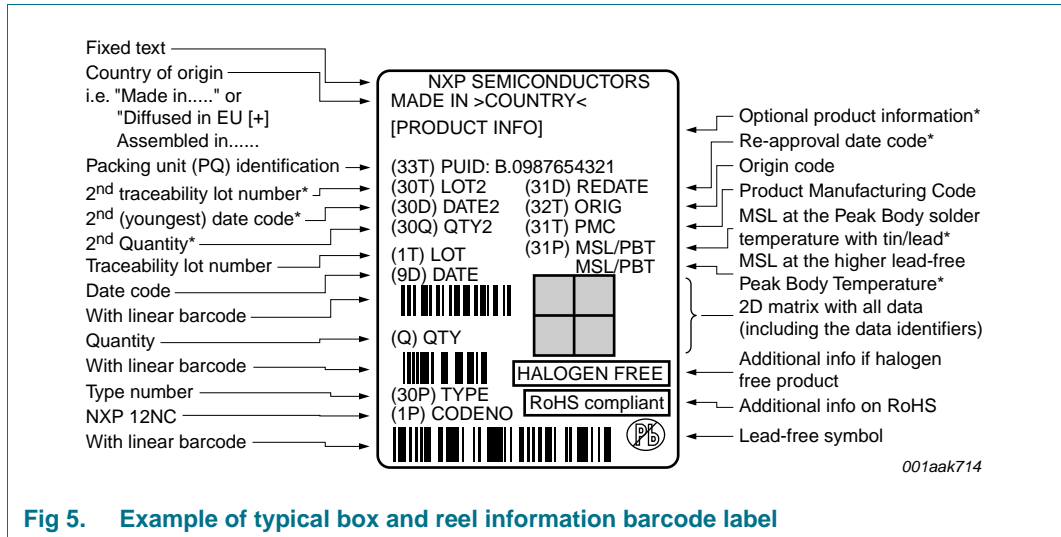 Fixed text
Country of origin
i.e. "Made in....." or
"Diffused in EU [+]
Assembled in......
Packing unit (PQ) identification
2nd traceability lot number*
2nd (youngest) date code*
2nd Quantity*
Traceability lot number
Date code
With linear barcode
Quantity
With linear barcode
Type number
NXP 12NC
With linear barcode
NXP SEMICONDUCTORS
MADE IN >COUNTRY<
[PRODUCT INFO]
(33T) PUID: B.0987654321
(30T) LOT2 (31D) REDATE
(30D) DATE2 (32T) ORIG
(30Q) QTY2 (31T) PMC
(31P) MSL/PBT
(1T) LOT MSL/PBT
(9D) DATE
(Q) QTY
HALOGEN FREE
(30P) TYPE
RoHS compliant
(1P) CODENO
Pb
Optional product information*
Re-approval date code*
Origin code
Product Manufacturing Code
MSL at the Peak Body solder
temperature with tin/lead*
MSL at the higher lead-free
Peak Body Temperature*
2D matrix with all data
(including the data identifiers)
Additional info if halogen
free product
Additional info on RoHS
Lead-free symbol
001aak714
Fig 5. Example of typical box and reel information barcode label